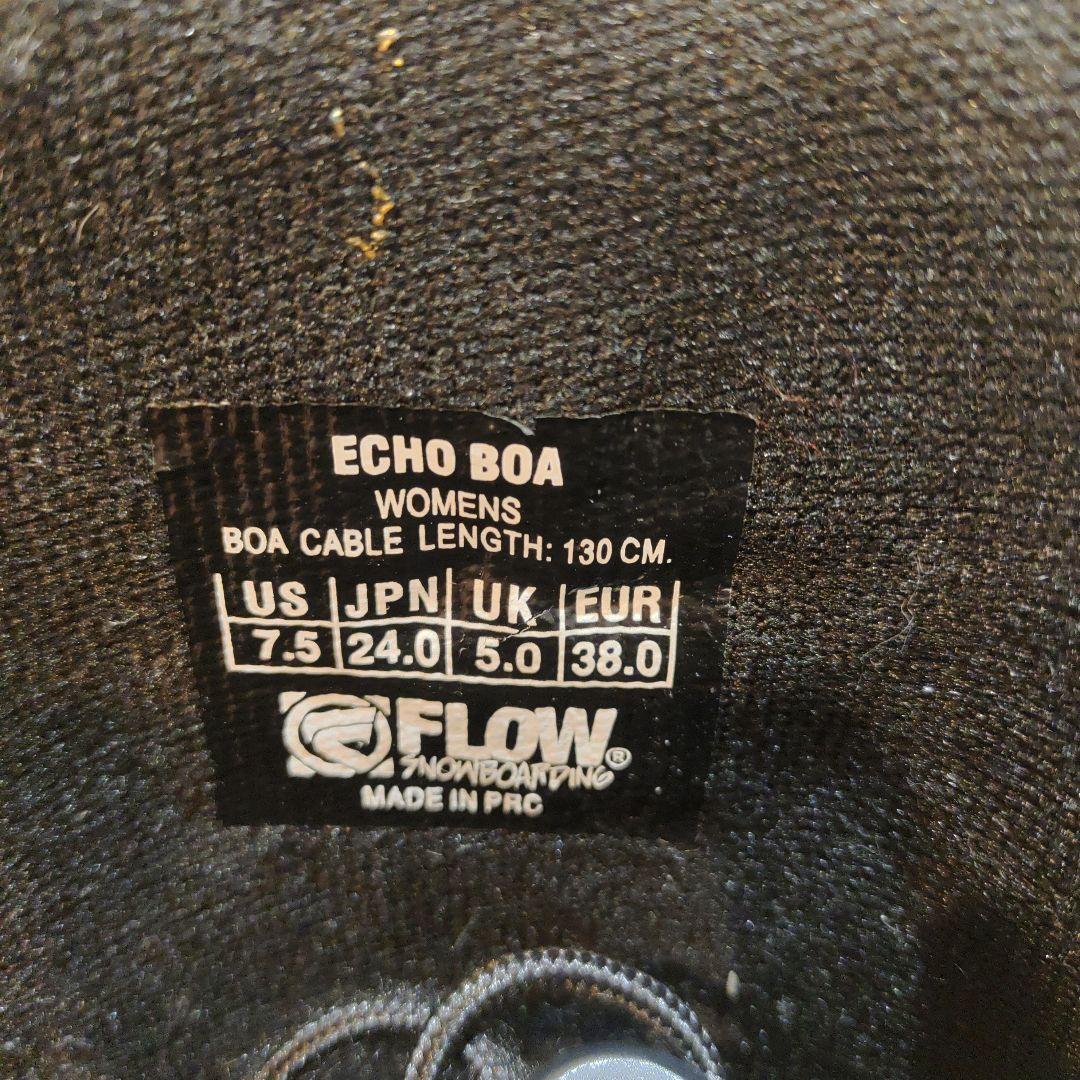 ECHO BOA
WOMENS
BOA CABLE LENGTH: 130 CM.
US JPN UK EUR
7.5 24.0 5.0 38.0
FLOW®
SNOWBOARDING
MADE IN PRC